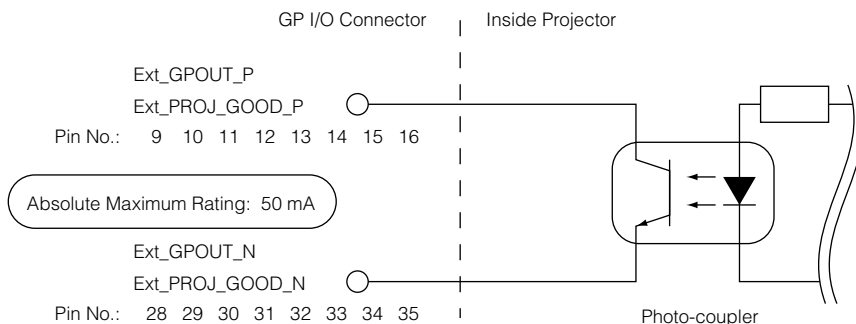 GP I/O Connector
Inside Projector
Ext_GPOUT_P
Ext_PROJ_GOOD_P
Pin No.: 9 10 11 12 13 14 15 16
Absolute Maximum Rating: 50 mA
Ext_GPOUT_N
Ext_PROJ_GOOD_N
Pin No.: 28 29 30 31 32 33 34 35
Photo-coupler